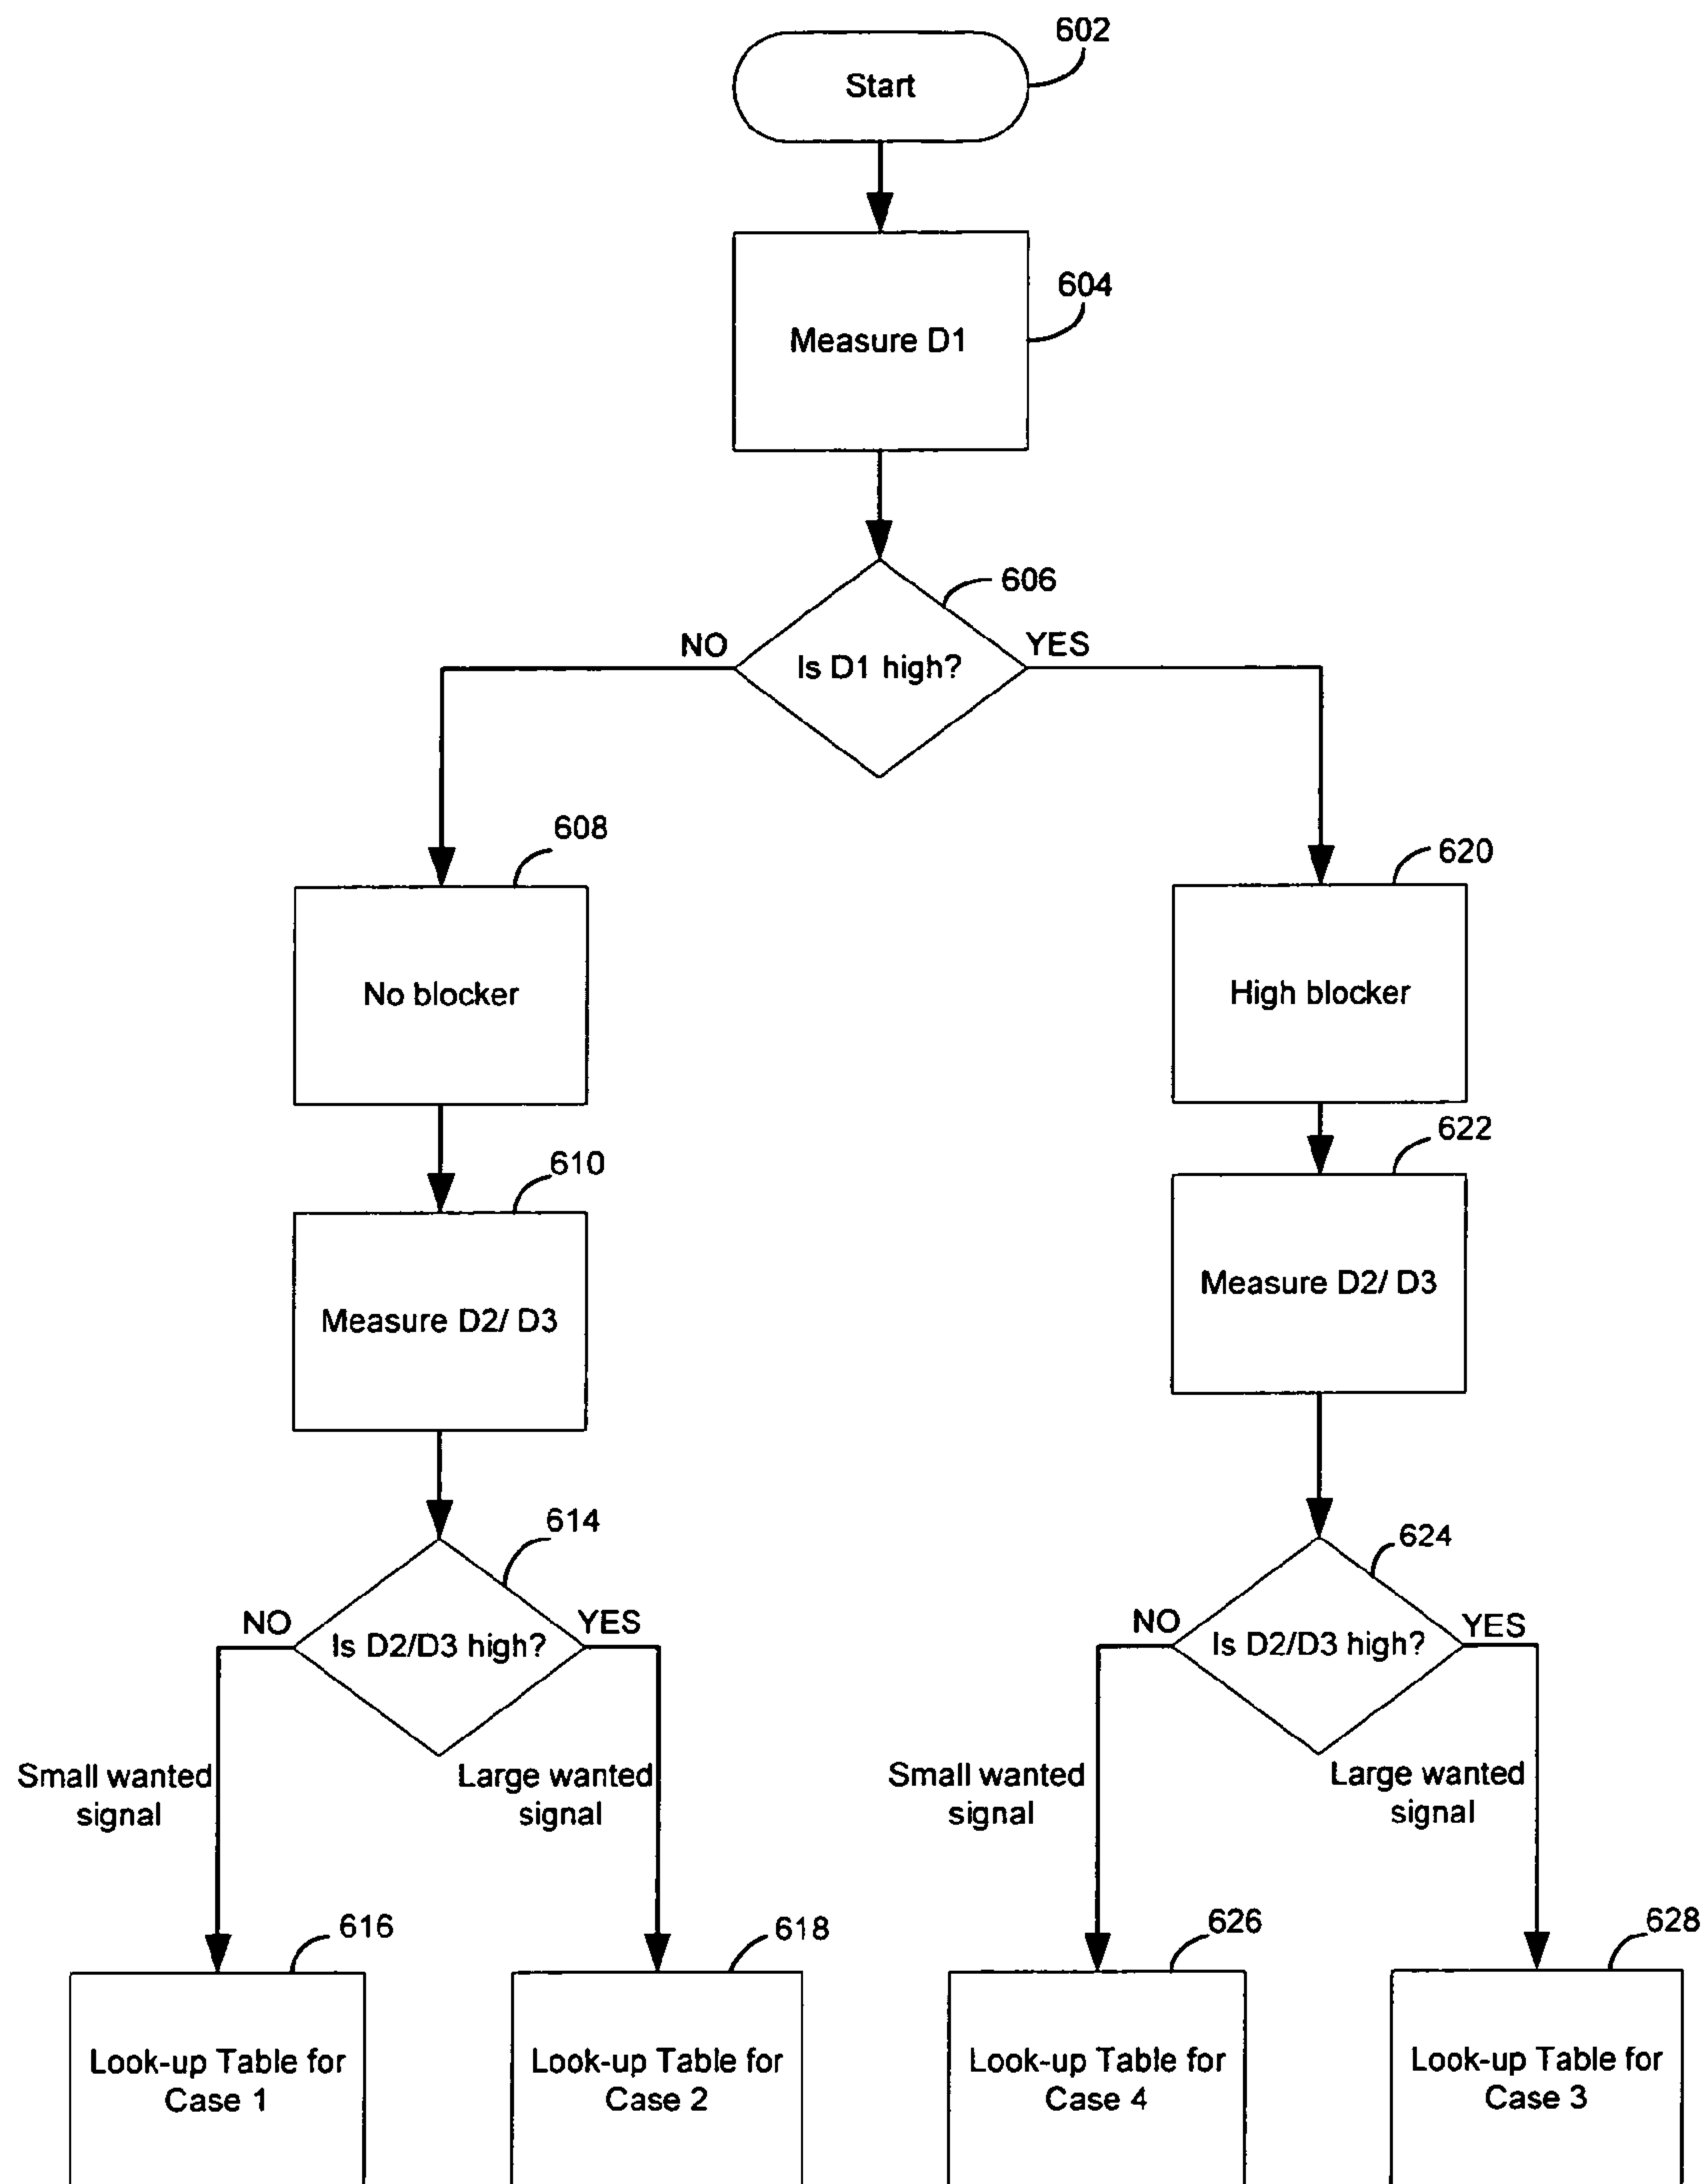 602
Start
604
Measure D1
606
NO
YES
Is D1 high?
608
620
No blocker
High blocker
610
622
Measure D2/ D3
Measure D2/ D3
614
624
NO
YES
Is D2/D3 high?
NO
YES
Is D2/D3 high?
Small wanted
signal
Large wanted
signal
Small wanted
signal
Large wanted
signal
616
618
626
628
Look-up Table for
Case 1
Look-up Table for
Case 2
Look-up Table for
Case 4
Look-up Table for
Case 3